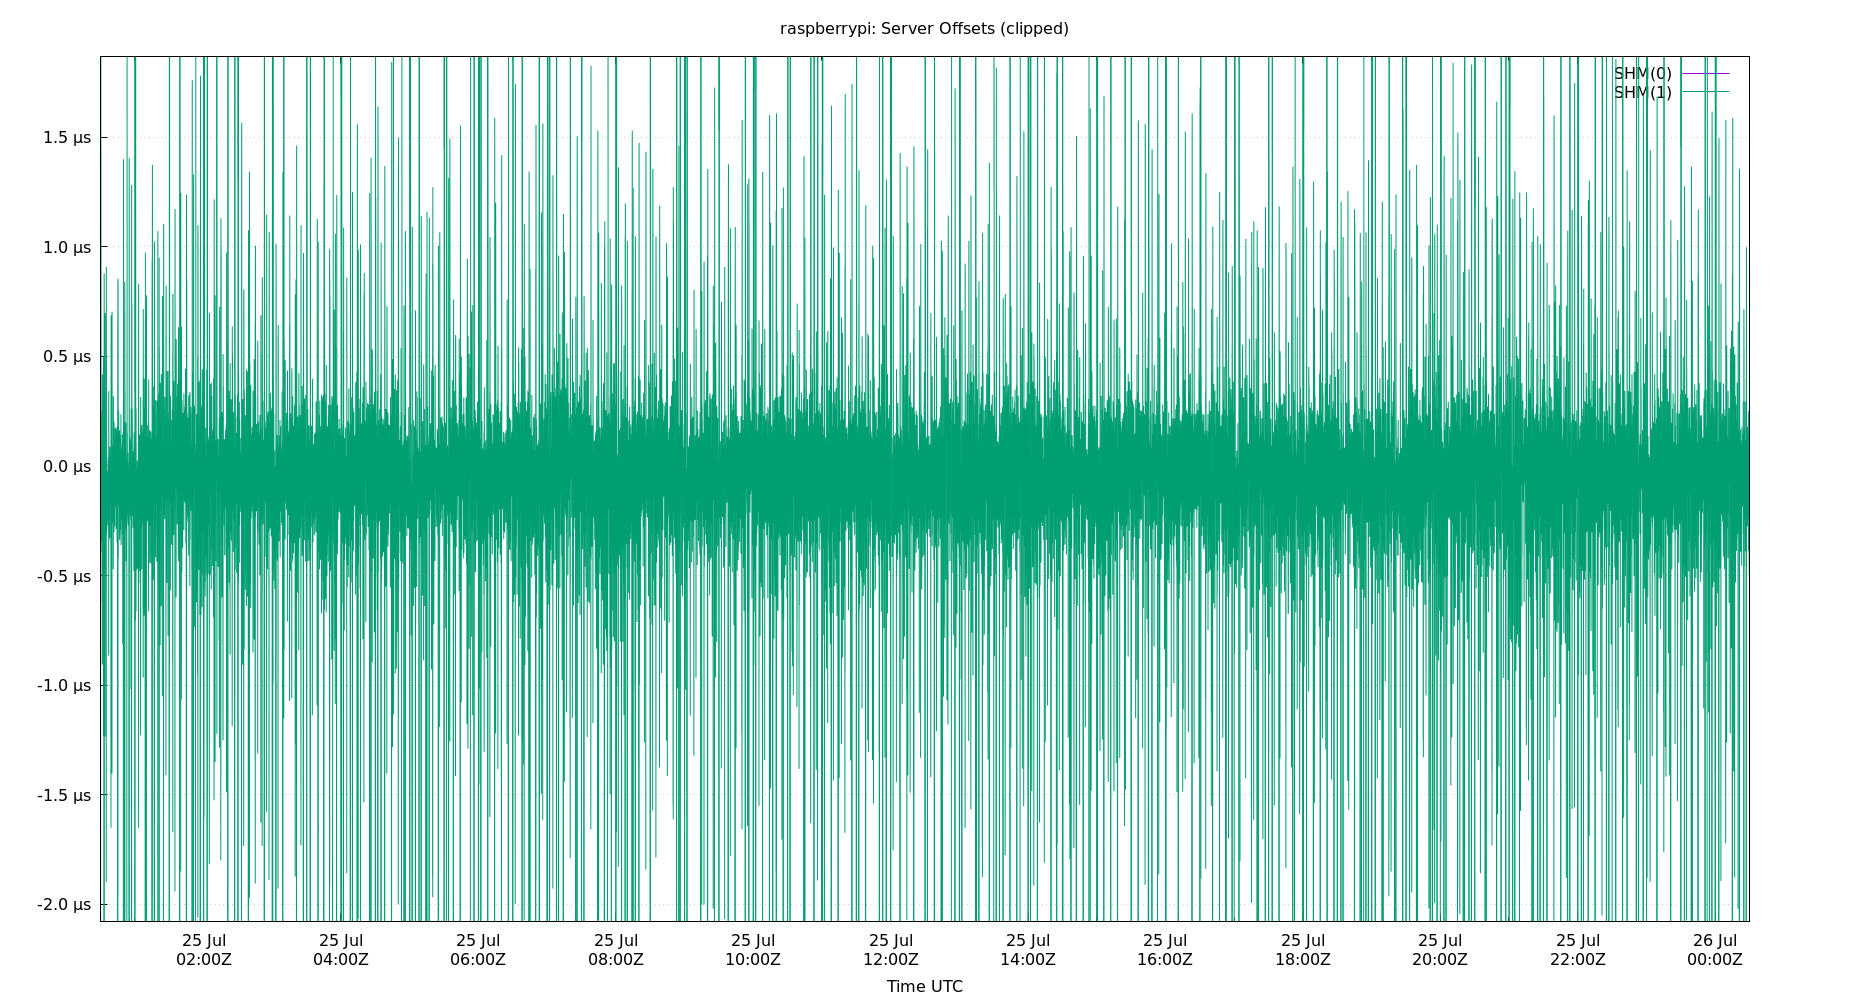 raspberrypi: Server Offsets (clipped)
SHM(0)
SHM(1)
1.5 µs
1.0 µs
0.5 µs
0.0 µs
-0.5 µs
-1.0 µs
-1.5 µs
-2.0 µs
25 Jul 25 Jul 25 Jul 25 Jul 25 Jul 25 Jul 25 Jul 25 Jul 25 Jul 25 Jul 25 Jul 26 Jul
02:00Z 04:00Z 06:00Z 08:00Z 10:00Z 12:00Z 14:00Z 16:00Z 18:00Z 20:00Z 22:00Z 00:00Z
Time UTC